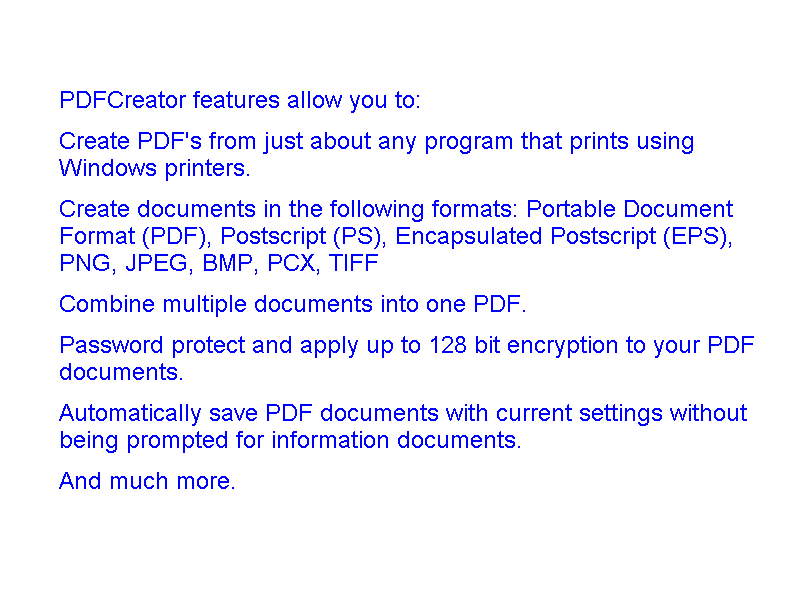 PDFCreator features allow you to:
Create PDF's from just about any program that prints using
Windows printers.
Create documents in the following formats: Portable Document
Format (PDF), Postscript (PS), Encapsulated Postscript (EPS),
PNG, JPEG, BMP, PCX, TIFF
Combine multiple documents into one PDF.
Password protect and apply up to 128 bit encryption to your PDF
documents.
Automatically save PDF documents with current settings without
being prompted for information documents.
And much more.